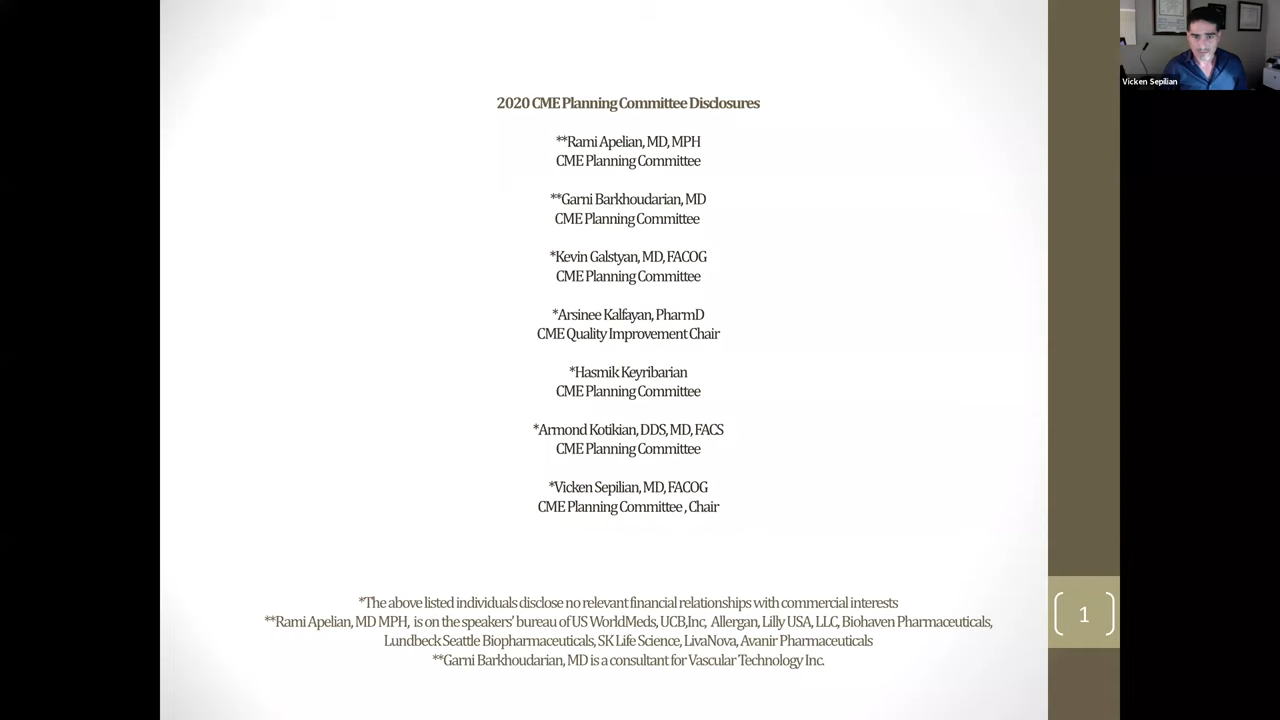 2020 CME Planning Committee Disclosures
**Rami Apelian, MD, MPH
CME Planning Committee
**Garni Barkhoudarian, MD
CME Planning Committee
*Kevin Galstyan, MD, FACOG
CME Planning Committee
*Arsinee Kalfayan, PharmD
CME Quality Improvement Chair
*Hasmik Keyribarian
CME Planning Committee
*Armond Kotikian, DDS, MD, FACS
CME Planning Committee
*Vicken Sepilian, MD, FACOG
CME Planning Committee , Chair
*The above listed individuals disclose no relevant financial relationships with commercial interests
**Rami Apelian, MD MPH, is on the speakers' bureau of US WorldMeds, UCB,Inc, Allergan, Lilly USA, LLC, Biohaven Pharmaceuticals,
Lundbeck Seattle Biopharmaceuticals, SK Life Science, LivaNova, Avanir Pharmaceuticals
**Garni Barkhoudarian, MD is a consultant for Vascular Technology Inc.
1
Vicken Sepilian